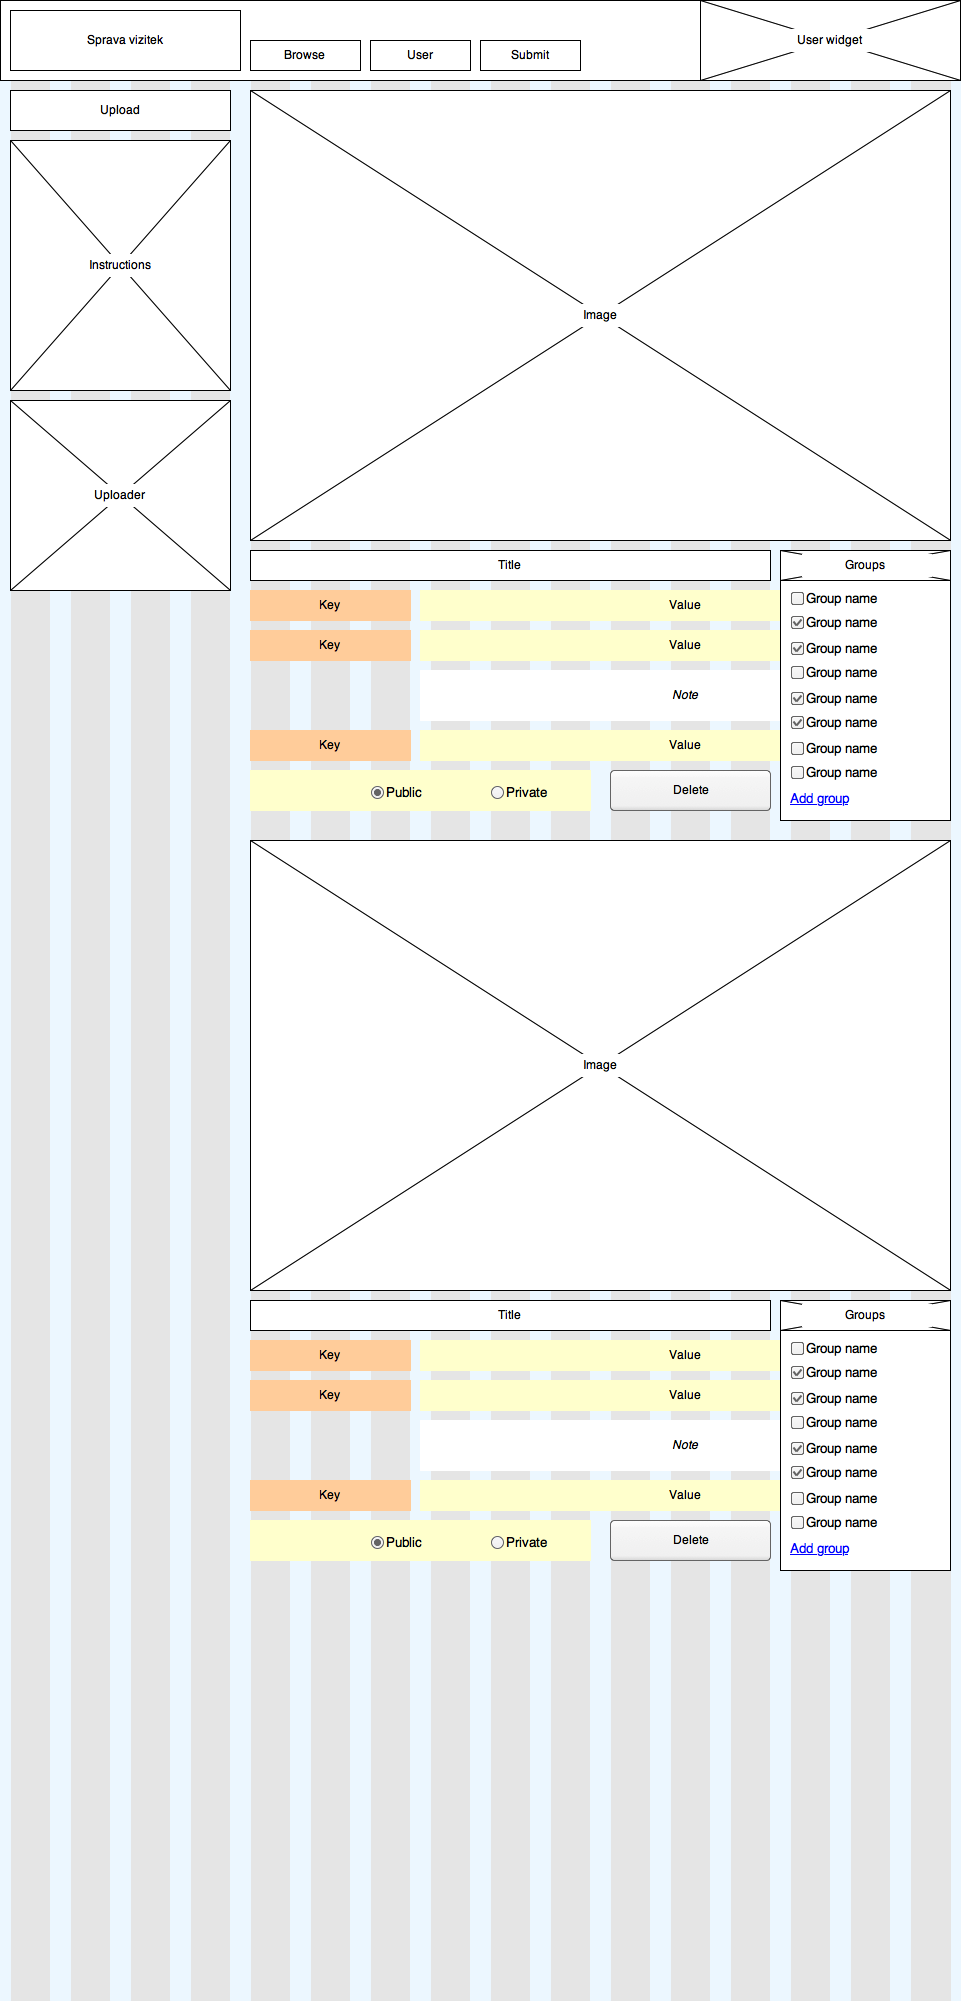 Sprava vizitek
Browse
User
Submit
User widget
Upload
Instructions
Uploader
Image
Title
Groups
Key
Value
Key
Value
Note
Key
Value
Public
Private
Delete
Group name
Group name
Group name
Group name
Group name
Group name
Group name
Group name
Add group
Image
Title
Groups
Key
Value
Key
Value
Note
Key
Value
Public
Private
Delete
Group name
Group name
Group name
Group name
Group name
Group name
Group name
Group name
Add group